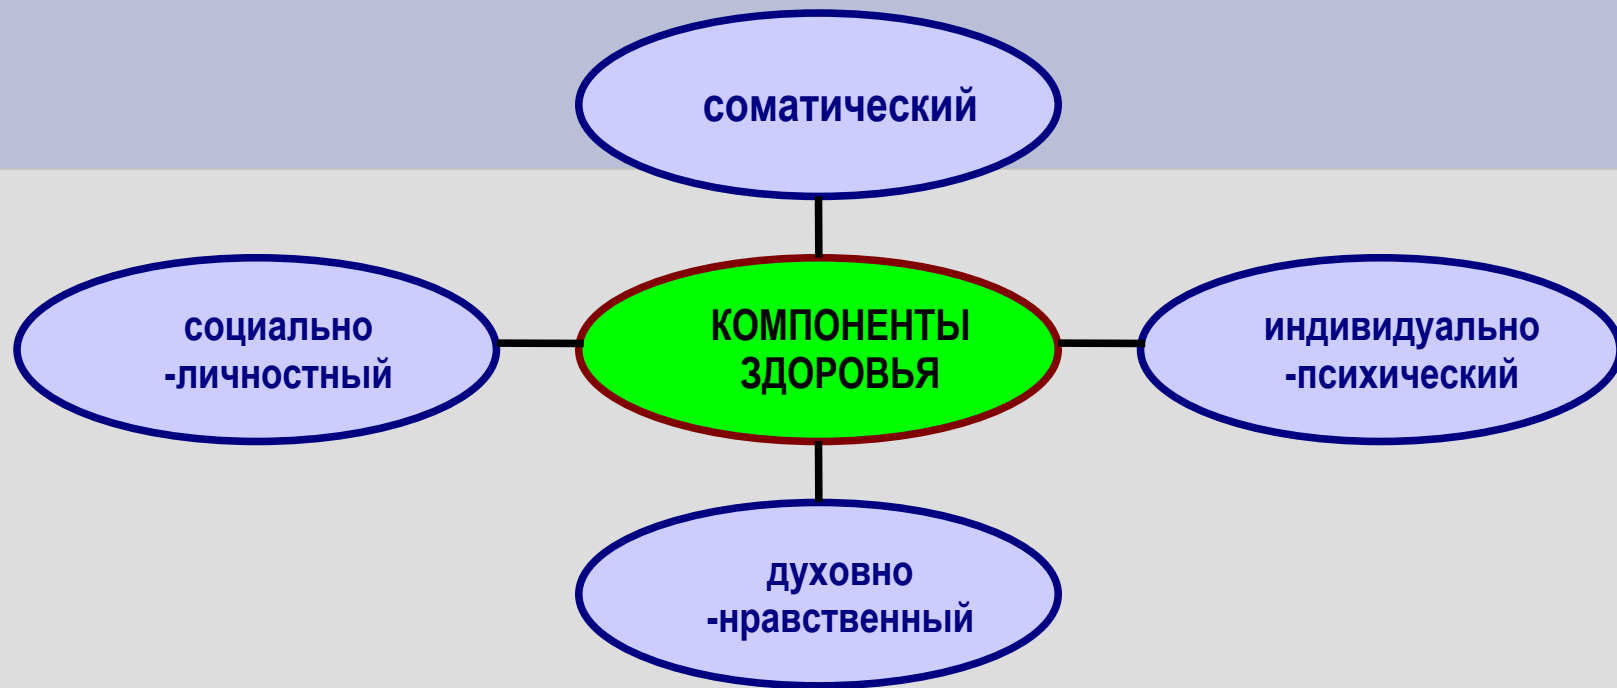 соматический
социально
-личностный
КОМПОНЕНТЫ
ЗДОРОВЬЯ
индивидуально
-психический
духовно
-нравственный